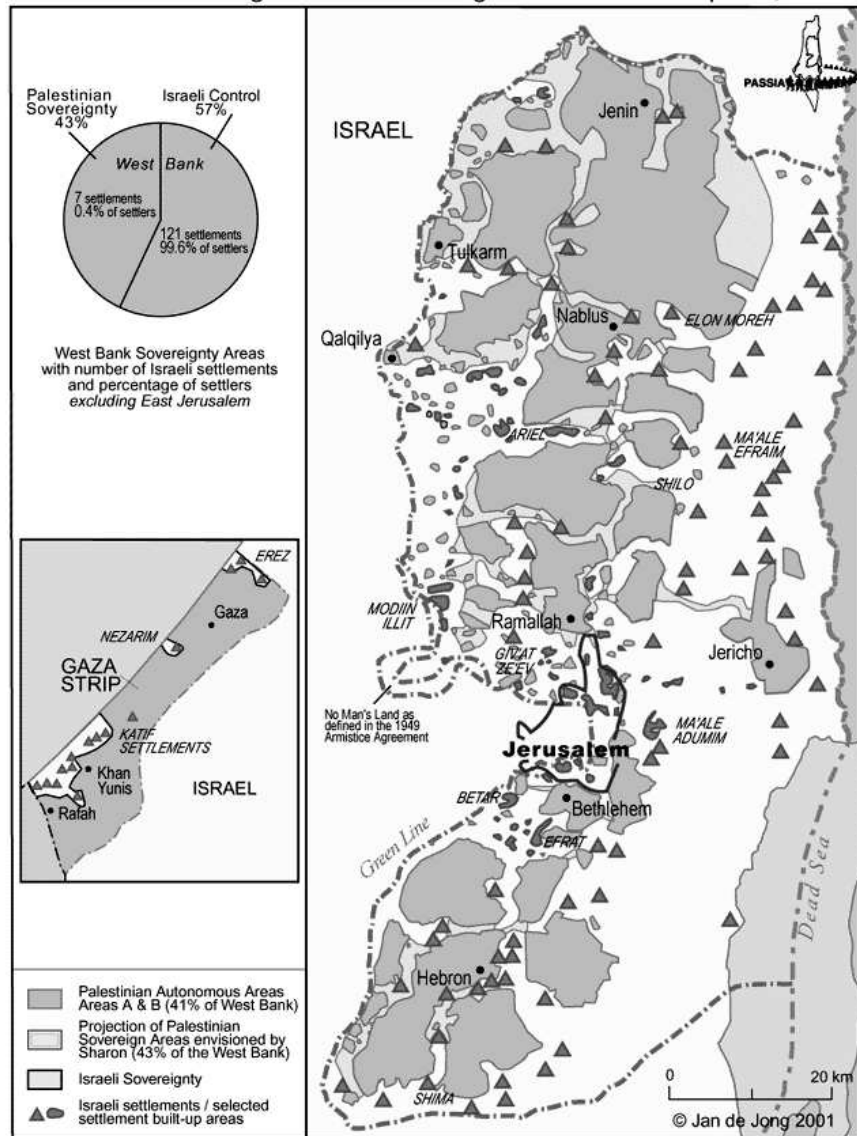 PASSIA
Palestinian
Sovereignty
43%
Israeli Control
57%
West Bank
7 settlements
0.4% of settlers
121 settlements
99.6% of settlers
West Bank Sovereignty Areas
with number of Israeli settlements
and percentage of settlers
excluding East Jerusalem
ISRAEL
Jenin
Tulkarm
Nablus
ELON MOREH
Qalqilya
ARIEL
MA'ALE
EFRAIM
SHILO
MODIIN
ILLIT
Ramallah
GIV'AT
ZE'EV
Jericho
No Man's Land as
defined in the 1949
Armistice Agreement
Jerusalem
MA'ALE
ADUMIM
BETAR
Bethlehem
EFRAT
Green Line
Dead Sea
Hebron
SHIMA
0 20 km
© Jan de Jong 2001
EREZ
Gaza
NEZARIM
GAZA
STRIP
KATIF
SETTLEMENTS
Khan
Yunis
ISRAEL
Rafah
Palestinian Autonomous Areas
Areas A & B (41% of West Bank)
Projection of Palestinian
Sovereign Areas envisioned by
Sharon (43% of the West Bank)
Israeli Sovereignty
Israeli settlements / selected
settlement built-up areas